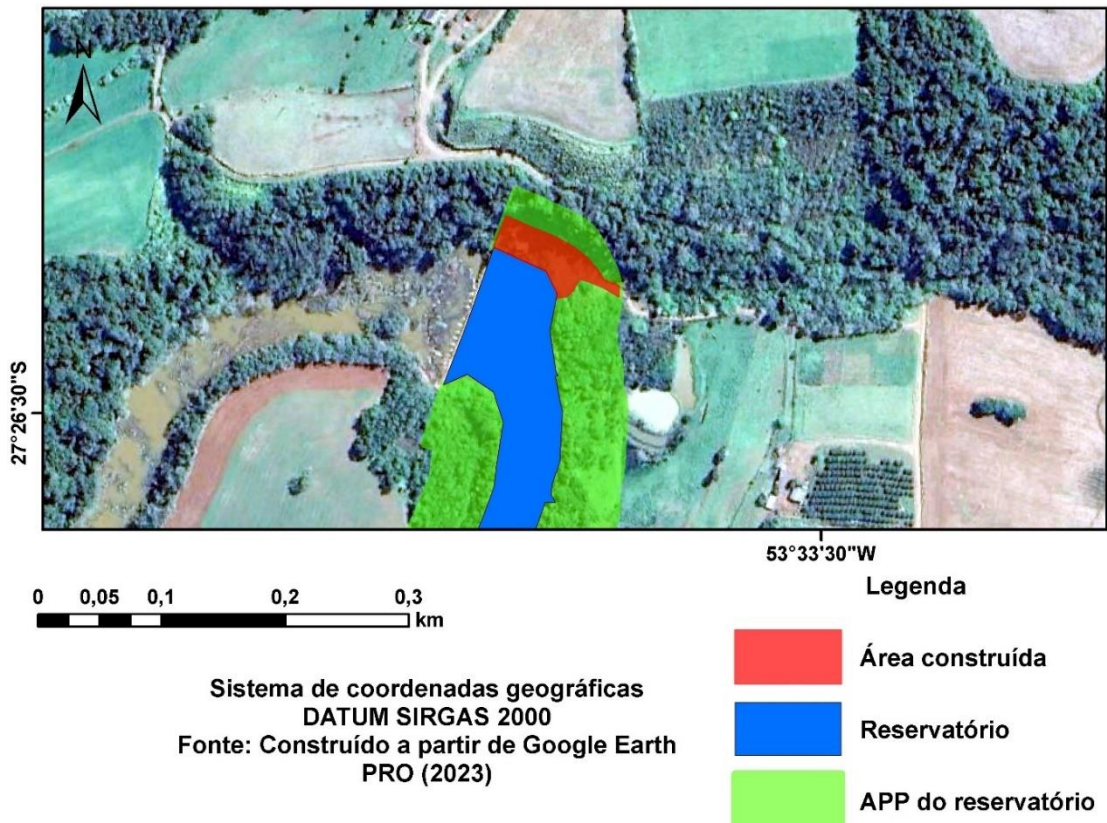 N
27°26'30"S
53°33'30"W
0 0,05 0,1 0,2 0,3
km
Legenda
Área construída
Reservatório
APP do reservatório
Sistema de coordenadas geográficas
DATUM SIRGAS 2000
Fonte: Construído a partir de Google Earth
PRO (2023)